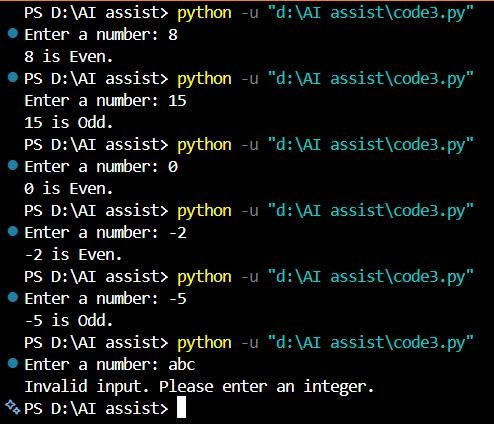 PS D:\AI assist> python -u "d:\AI assist\code3.py"
Enter a number: 8
8 is Even.
PS D:\AI assist> python -u "d:\AI assist\code3.py"
Enter a number: 15
15 is Odd.
PS D:\AI assist> python -u "d:\AI assist\code3.py"
Enter a number: 0
0 is Even.
PS D:\AI assist> python -u "d:\AI assist\code3.py"
Enter a number: -2
-2 is Even.
PS D:\AI assist> python -u "d:\AI assist\code3.py"
Enter a number: -5
-5 is Odd.
PS D:\AI assist> python -u "d:\AI assist\code3.py"
Enter a number: abc
Invalid input. Please enter an integer.
PS D:\AI assist>